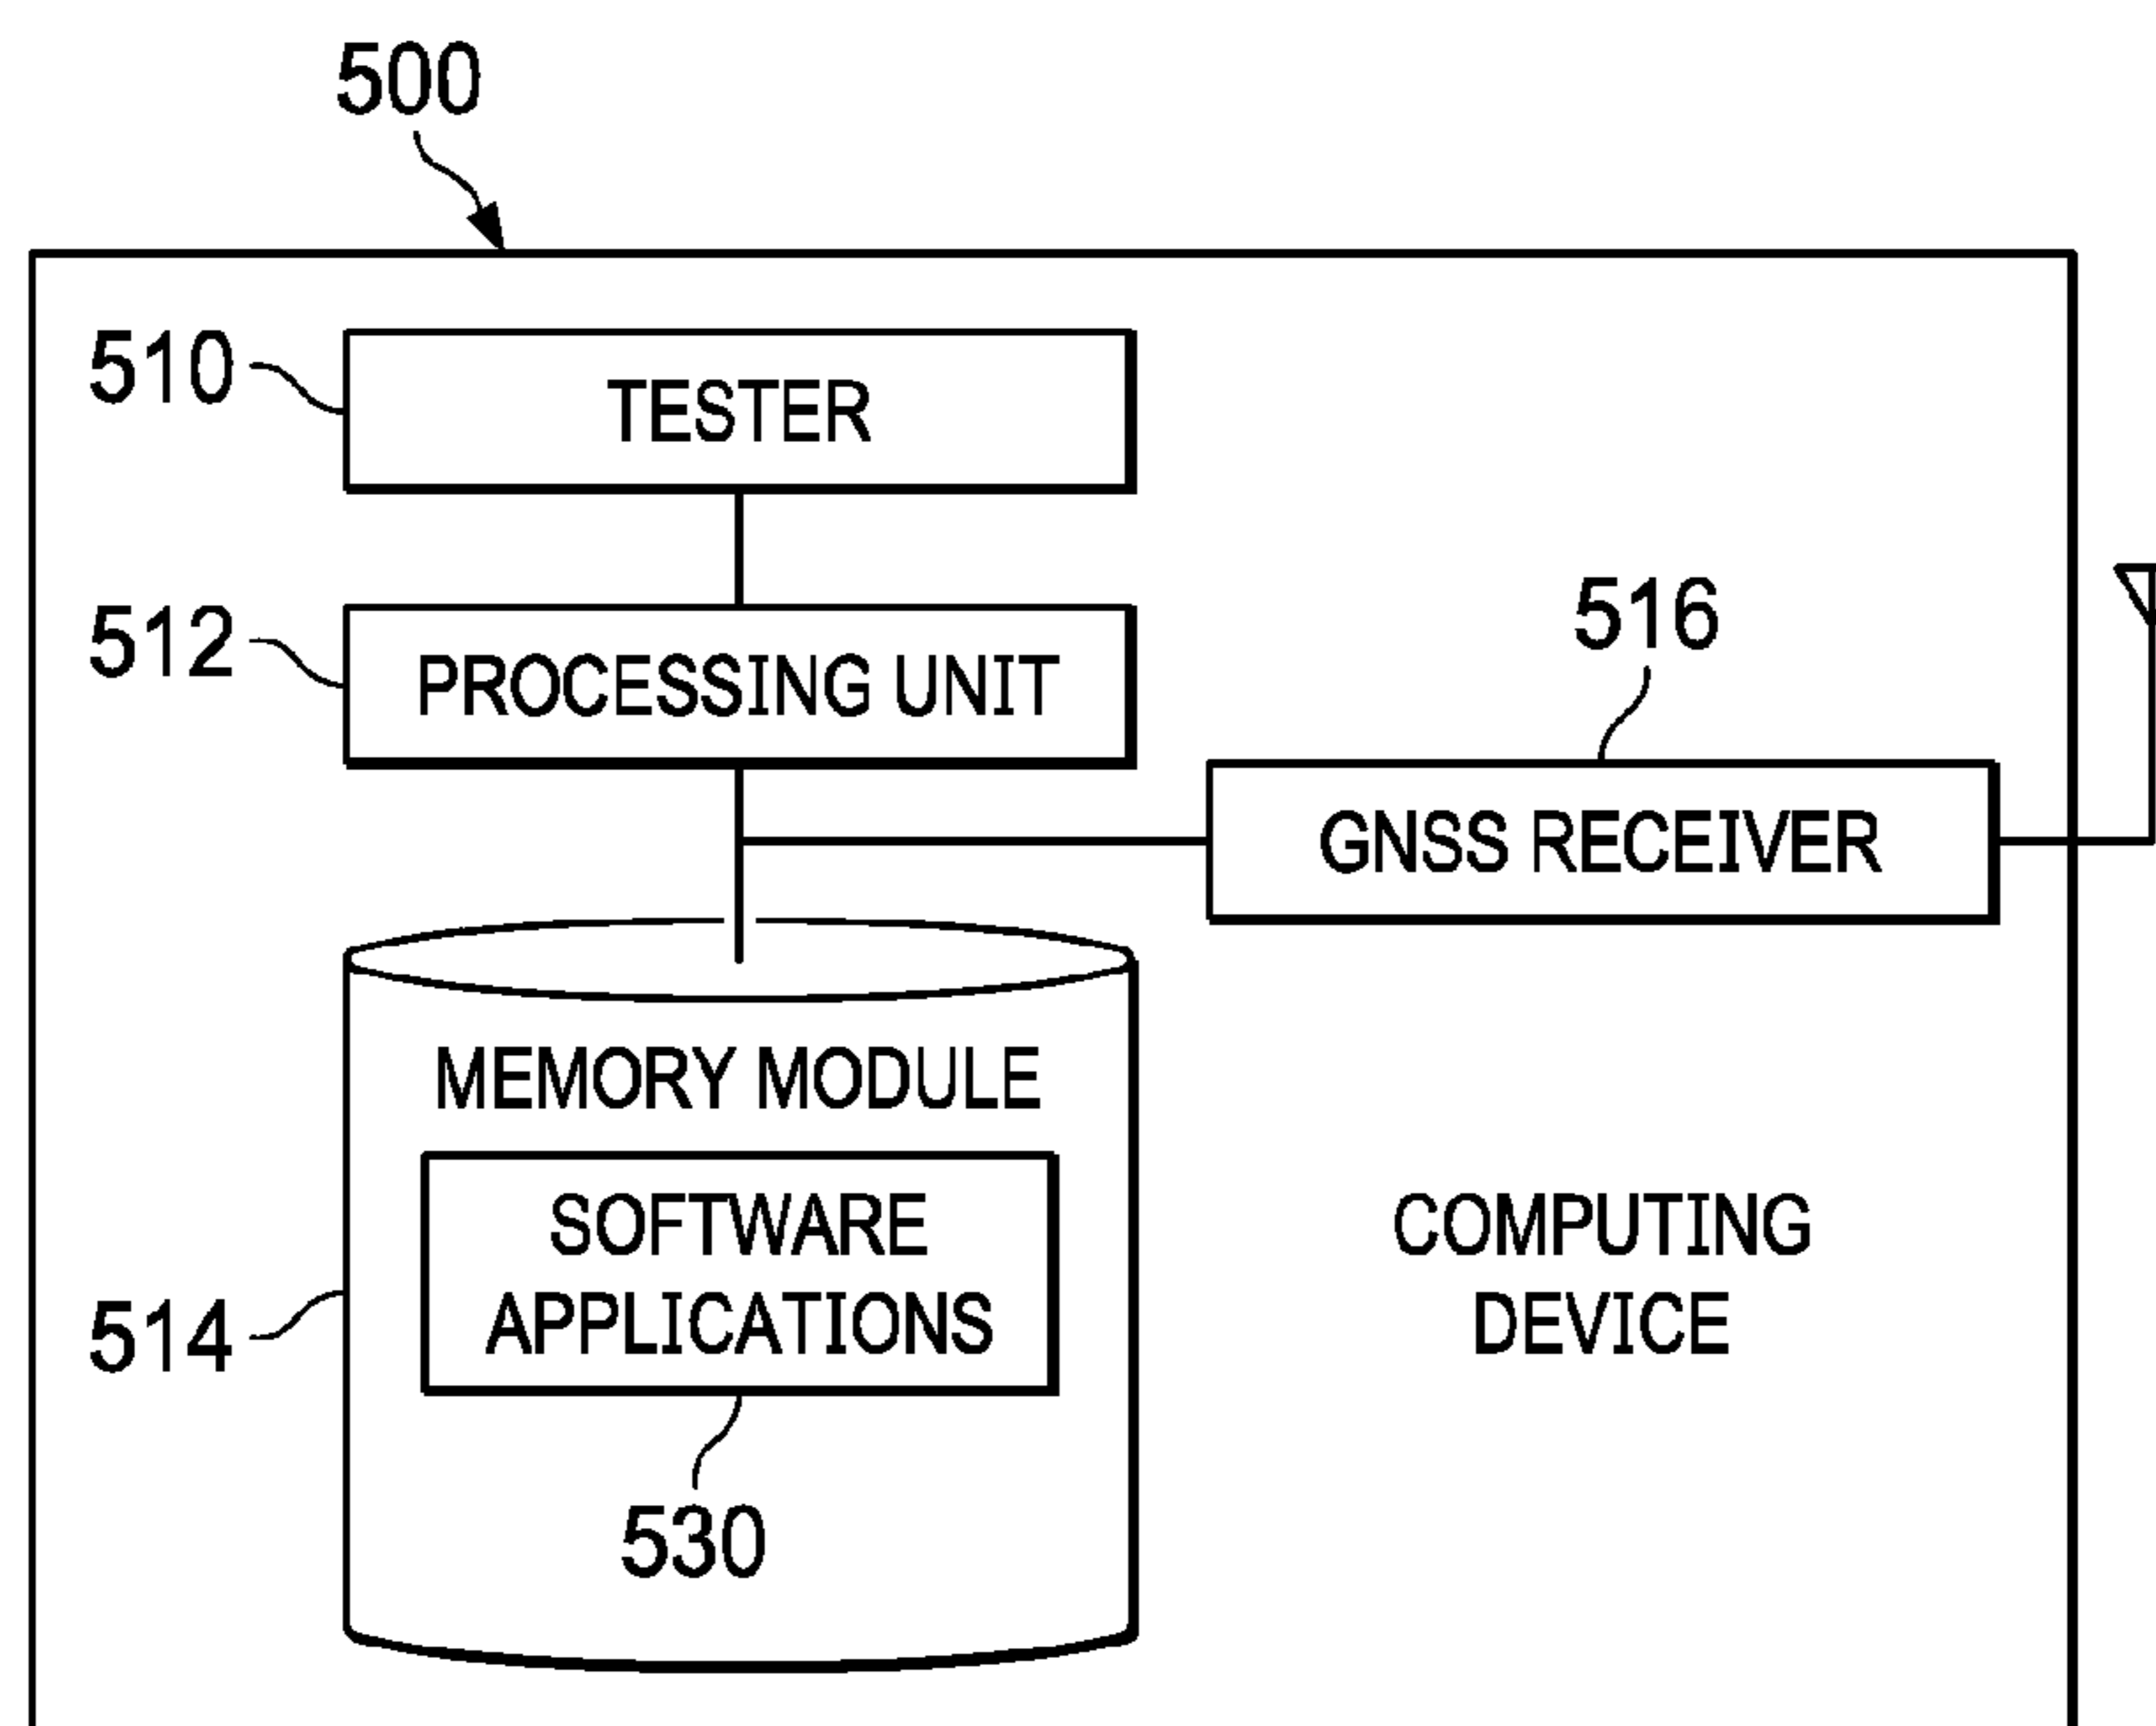 500
510
TESTER
512
PROCESSING UNIT
516
GNSS RECEIVER
MEMORY MODULE
SOFTWARE
APPLICATIONS
514
530
COMPUTING
DEVICE